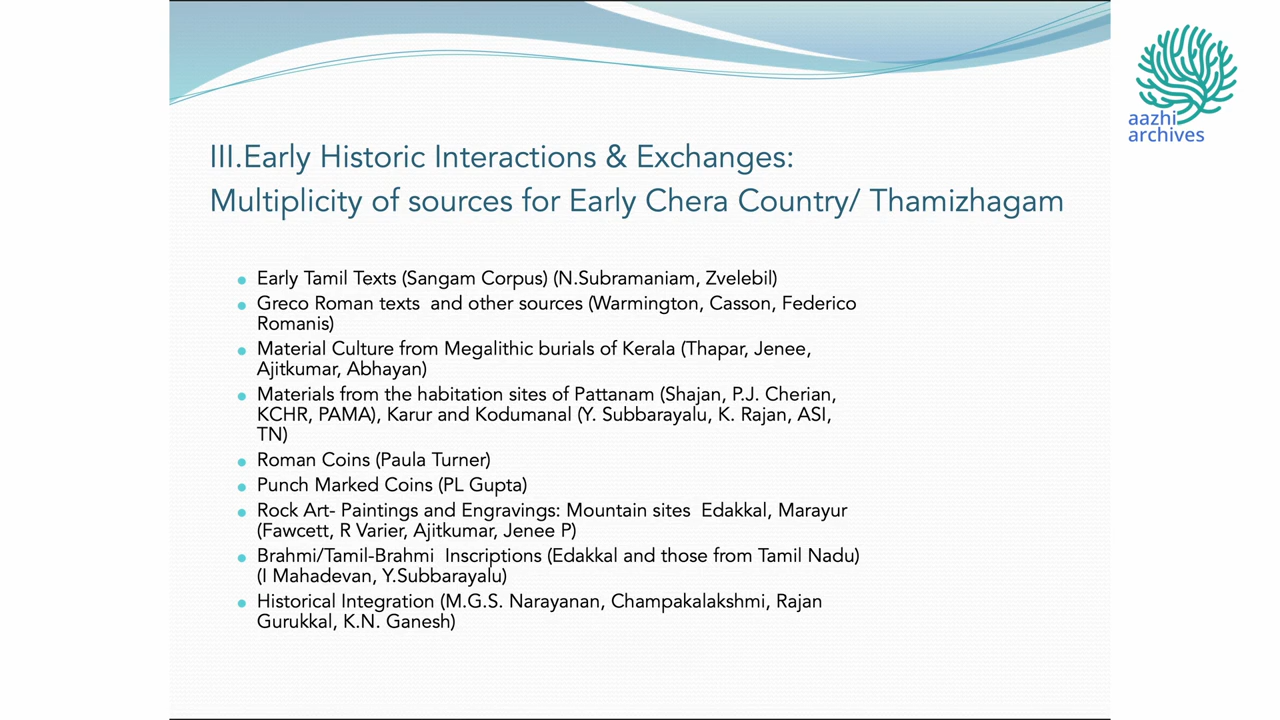 aazhi
archives
III.Early Historic Interactions & Exchanges:
Multiplicity of sources for Early Chera Country/ Thamizhagam
Early Tamil Texts (Sangam Corpus) (N.Subramaniam, Zvelebil)
Greco Roman texts  and other sources (Warmington, Casson, Federico
Romanis)
Material Culture from Megalithic burials of Kerala (Thapar, Jenee,
Ajitkumar, Abhayan)
Materials from the habitation sites of Pattanam (Shajan, P.J. Cherian,
KCHR, PAMA), Karur and Kodumanal (Y. Subbarayalu, K. Rajan, ASI,
TN)
Roman Coins (Paula Turner)
Punch Marked Coins (PL Gupta)
Rock Art- Paintings and Engravings: Mountain sites  Edakkal, Marayur
(Fawcett, R Varier, Ajitkumar, Jenee P)
Brahmi/Tamil-Brahmi  Inscriptions (Edakkal and those from Tamil Nadu)
(I Mahadevan, Y.Subbarayalu)
Historical Integration (M.G.S. Narayanan, Champakalakshmi, Rajan
Gurukkal, K.N. Ganesh)